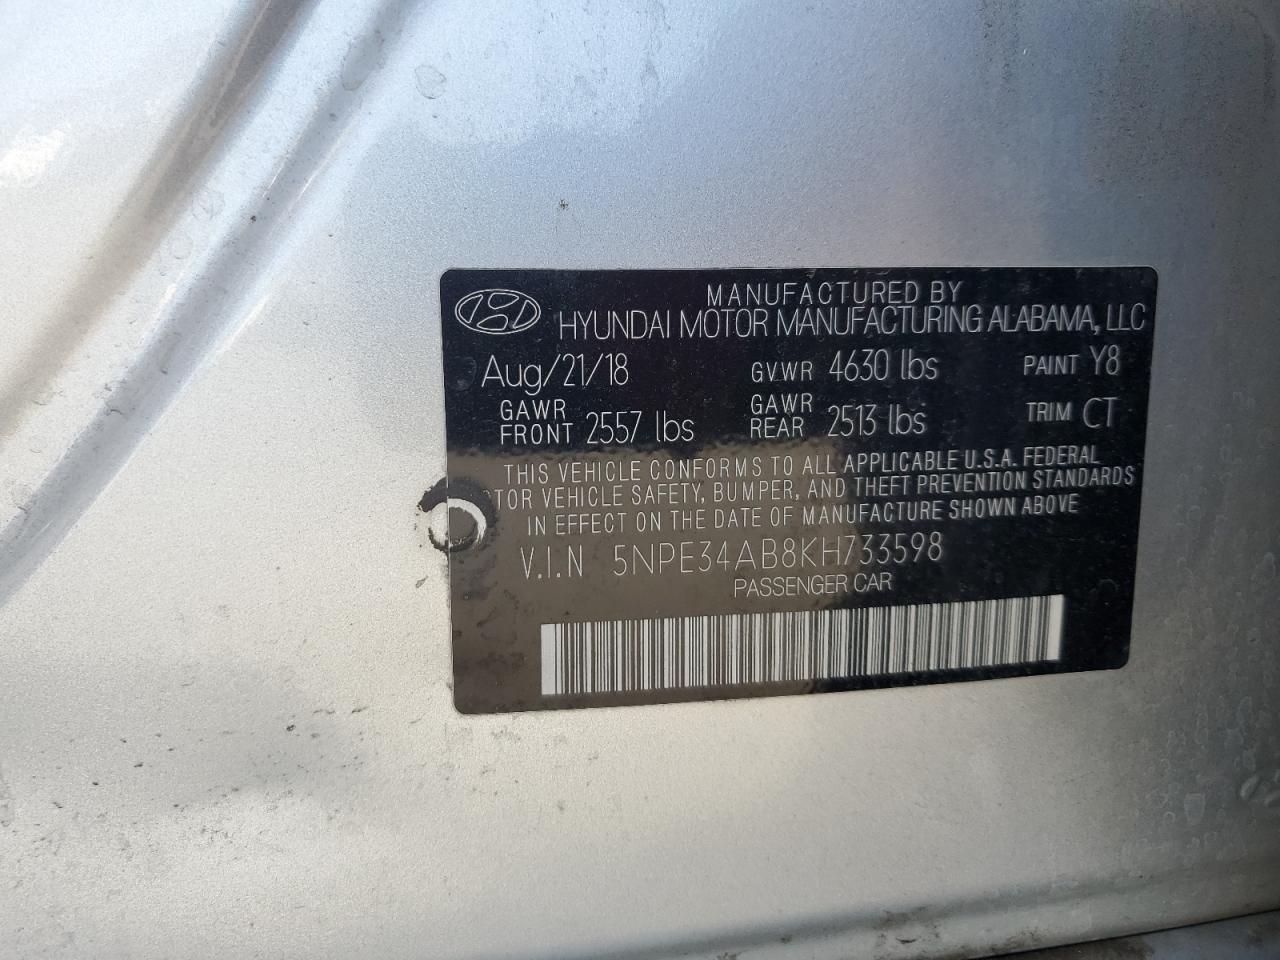 MANUFACTURED BY
HYUNDAI MOTOR MANUFACTURING ALABAMA, LLC
Aug/21/18 GVWR 4630 lbs PAINT Y8
GAWR FRONT 2557 lbs GAWR REAR 2513 lbs TRIM CT
THIS VEHICLE CONFORMS TO ALL APPLICABLE U.S.A. FEDERAL
TOR VEHICLE SAFETY, BUMPER, AND THEFT PREVENTION STANDARDS
IN EFFECT ON THE DATE OF MANUFACTURE SHOWN ABOVE
V.I.N 5NPE34AB8KH733598
PASSENGER CAR